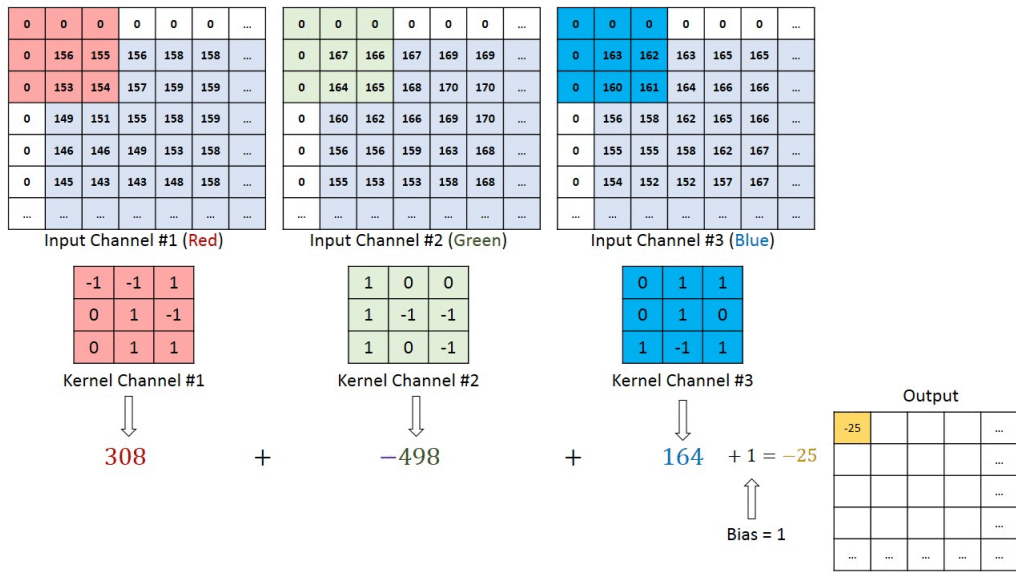 0 0 0 0 0 0 ...
0 156 155 156 158 158 ...
0 153 154 157 159 159 ...
0 149 151 155 158 159 ...
0 146 146 149 153 158 ...
0 145 143 143 148 158 ...
... ... ... ... ... ... ...
Input Channel #1 (Red)
0 0 0 0 0 0 ...
0 167 166 167 169 169 ...
0 164 165 168 170 170 ...
0 160 162 166 169 170 ...
0 156 156 159 163 168 ...
0 155 153 153 158 168 ...
... ... ... ... ... ... ...
Input Channel #2 (Green)
0 0 0 0 0 0 ...
0 163 162 163 165 165 ...
0 160 161 164 166 166 ...
0 156 158 162 165 166 ...
0 155 155 158 162 167 ...
0 154 152 152 157 167 ...
... ... ... ... ... ... ...
Input Channel #3 (Blue)
-1 -1 1
0 1 -1
0 1 1
Kernel Channel #1
1 0 0
1 -1 -1
1 0 -1
Kernel Channel #2
0 1 1
0 1 0
1 -1 1
Kernel Channel #3
308 + −498 + 164 + 1 = −25
Bias = 1
Output
-25 ...
...
...
...
... ... ... ... ...